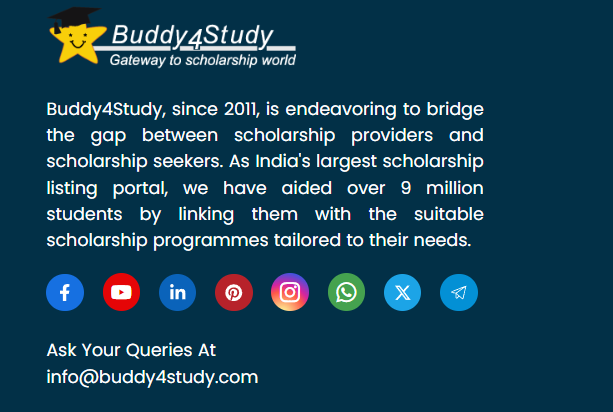 Buddy4Study
Gateway to scholarship world
Buddy4Study, since 2011, is endeavoring to bridge
the gap between scholarship providers and
scholarship seekers. As India's largest scholarship
listing portal, we have aided over 9 million
students by linking them with the suitable
scholarship programmes tailored to their needs.
Ask Your Queries At
info@buddy4study.com